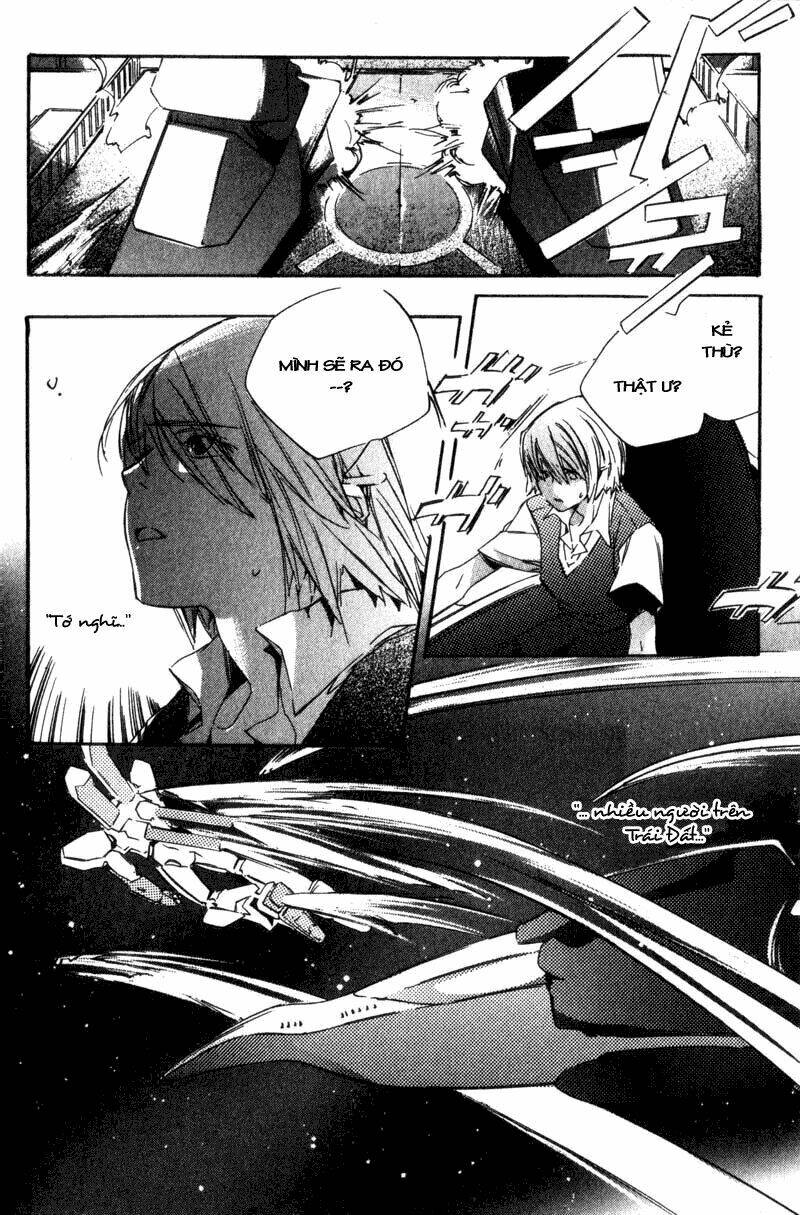 KẺ
THÙ?
THẬT Ư?
MÌNH SẼ RA ĐÓ
--?
"Tớ nghĩ..."
"... nhiều người trên
Trái Đất..."